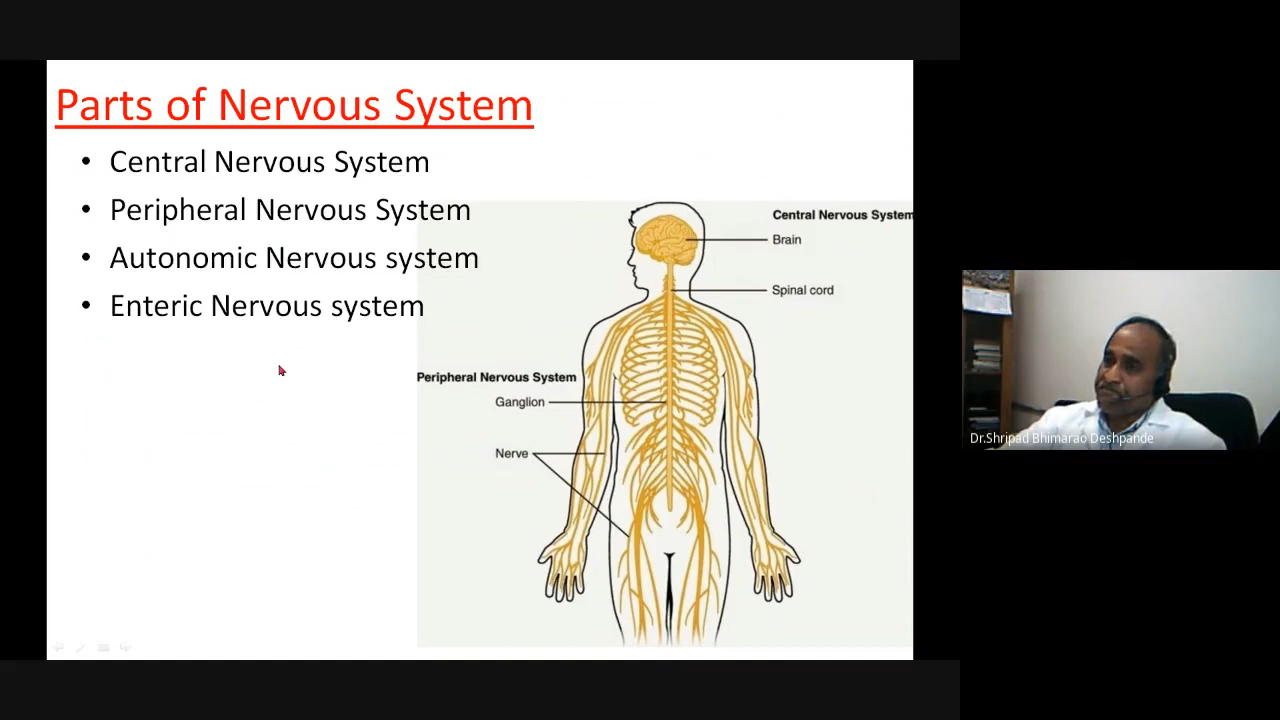 Parts of Nervous System
• Central Nervous System
• Peripheral Nervous System
• Autonomic Nervous system
• Enteric Nervous system
Central Nervous System
Brain
Spinal cord
Peripheral Nervous System
Ganglion
Nerve
Dr.Shripad Bhimarao Deshpande